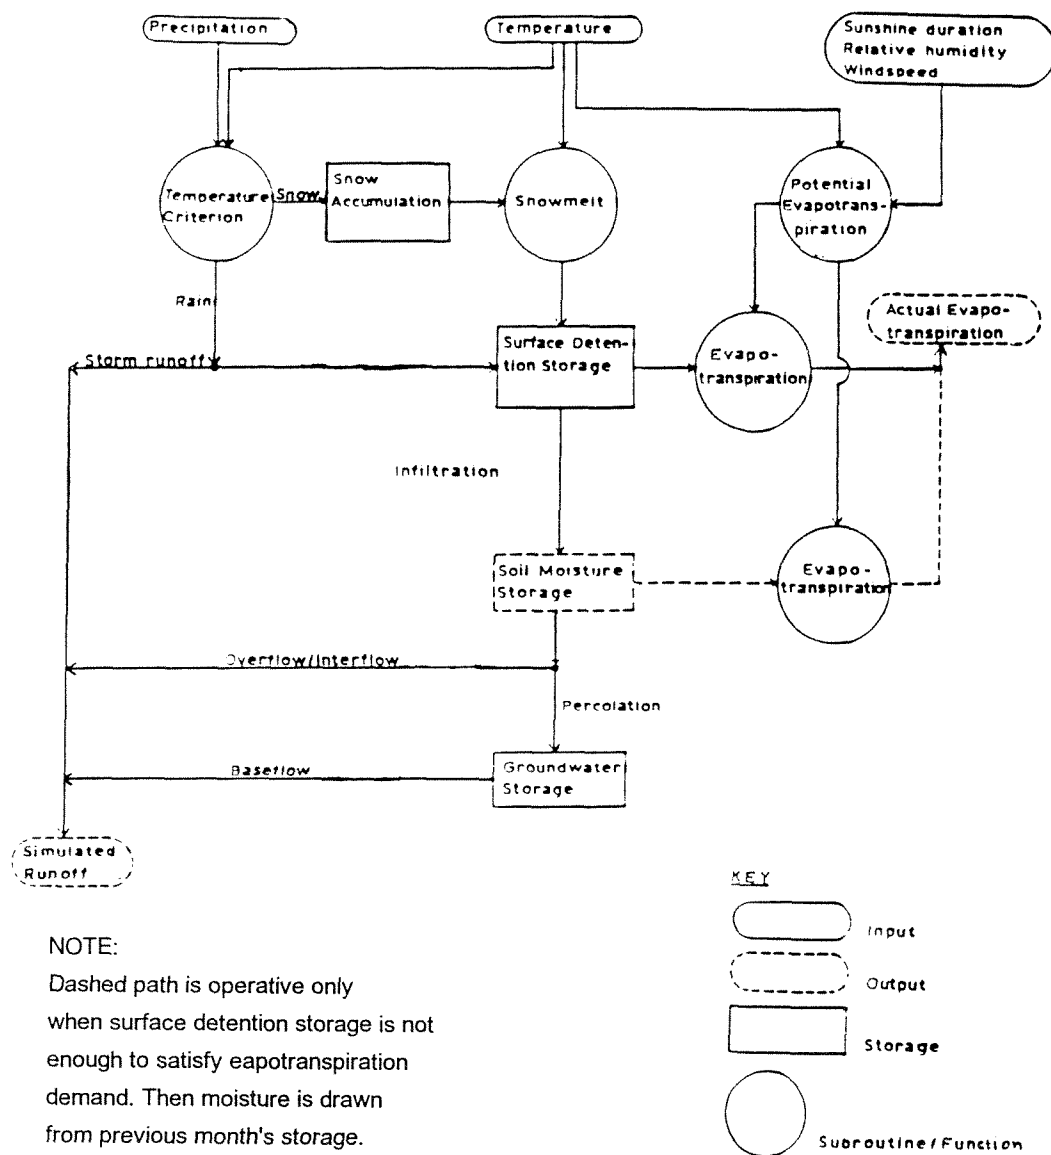 Precipitation
Temperature
Sunshine duration
Relative humidity
Windspeed
Temperature
Criterion
Snow
Snow
Accumulation
Snowmelt
Potential
Evapotrans-
piration
Rain
Storm runoff
Surface Deten-
tion Storage
Evapo-
transpiration
Actual Evapo-
transpiration
Infiltration
Soil Moisture
Storage
Evapo-
transpiration
Overflow/Interflow
Percolation
Baseflow
Groundwater
Storage
Simulated
Runoff
KEY
Input
Output
Storage
Subroutine/Function
NOTE:
Dashed path is operative only
when surface detention storage is not
enough to satisfy eapotranspiration
demand. Then moisture is drawn
from previous month's storage.